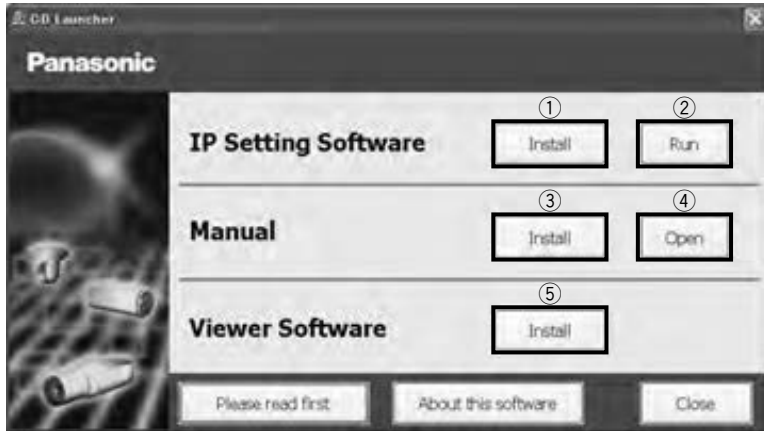 CD Launcher
Panasonic
① ②
IP Setting Software Install Run
③ ④
Manual Install Open
⑤
Viewer Software Install
Please read first About this software Close